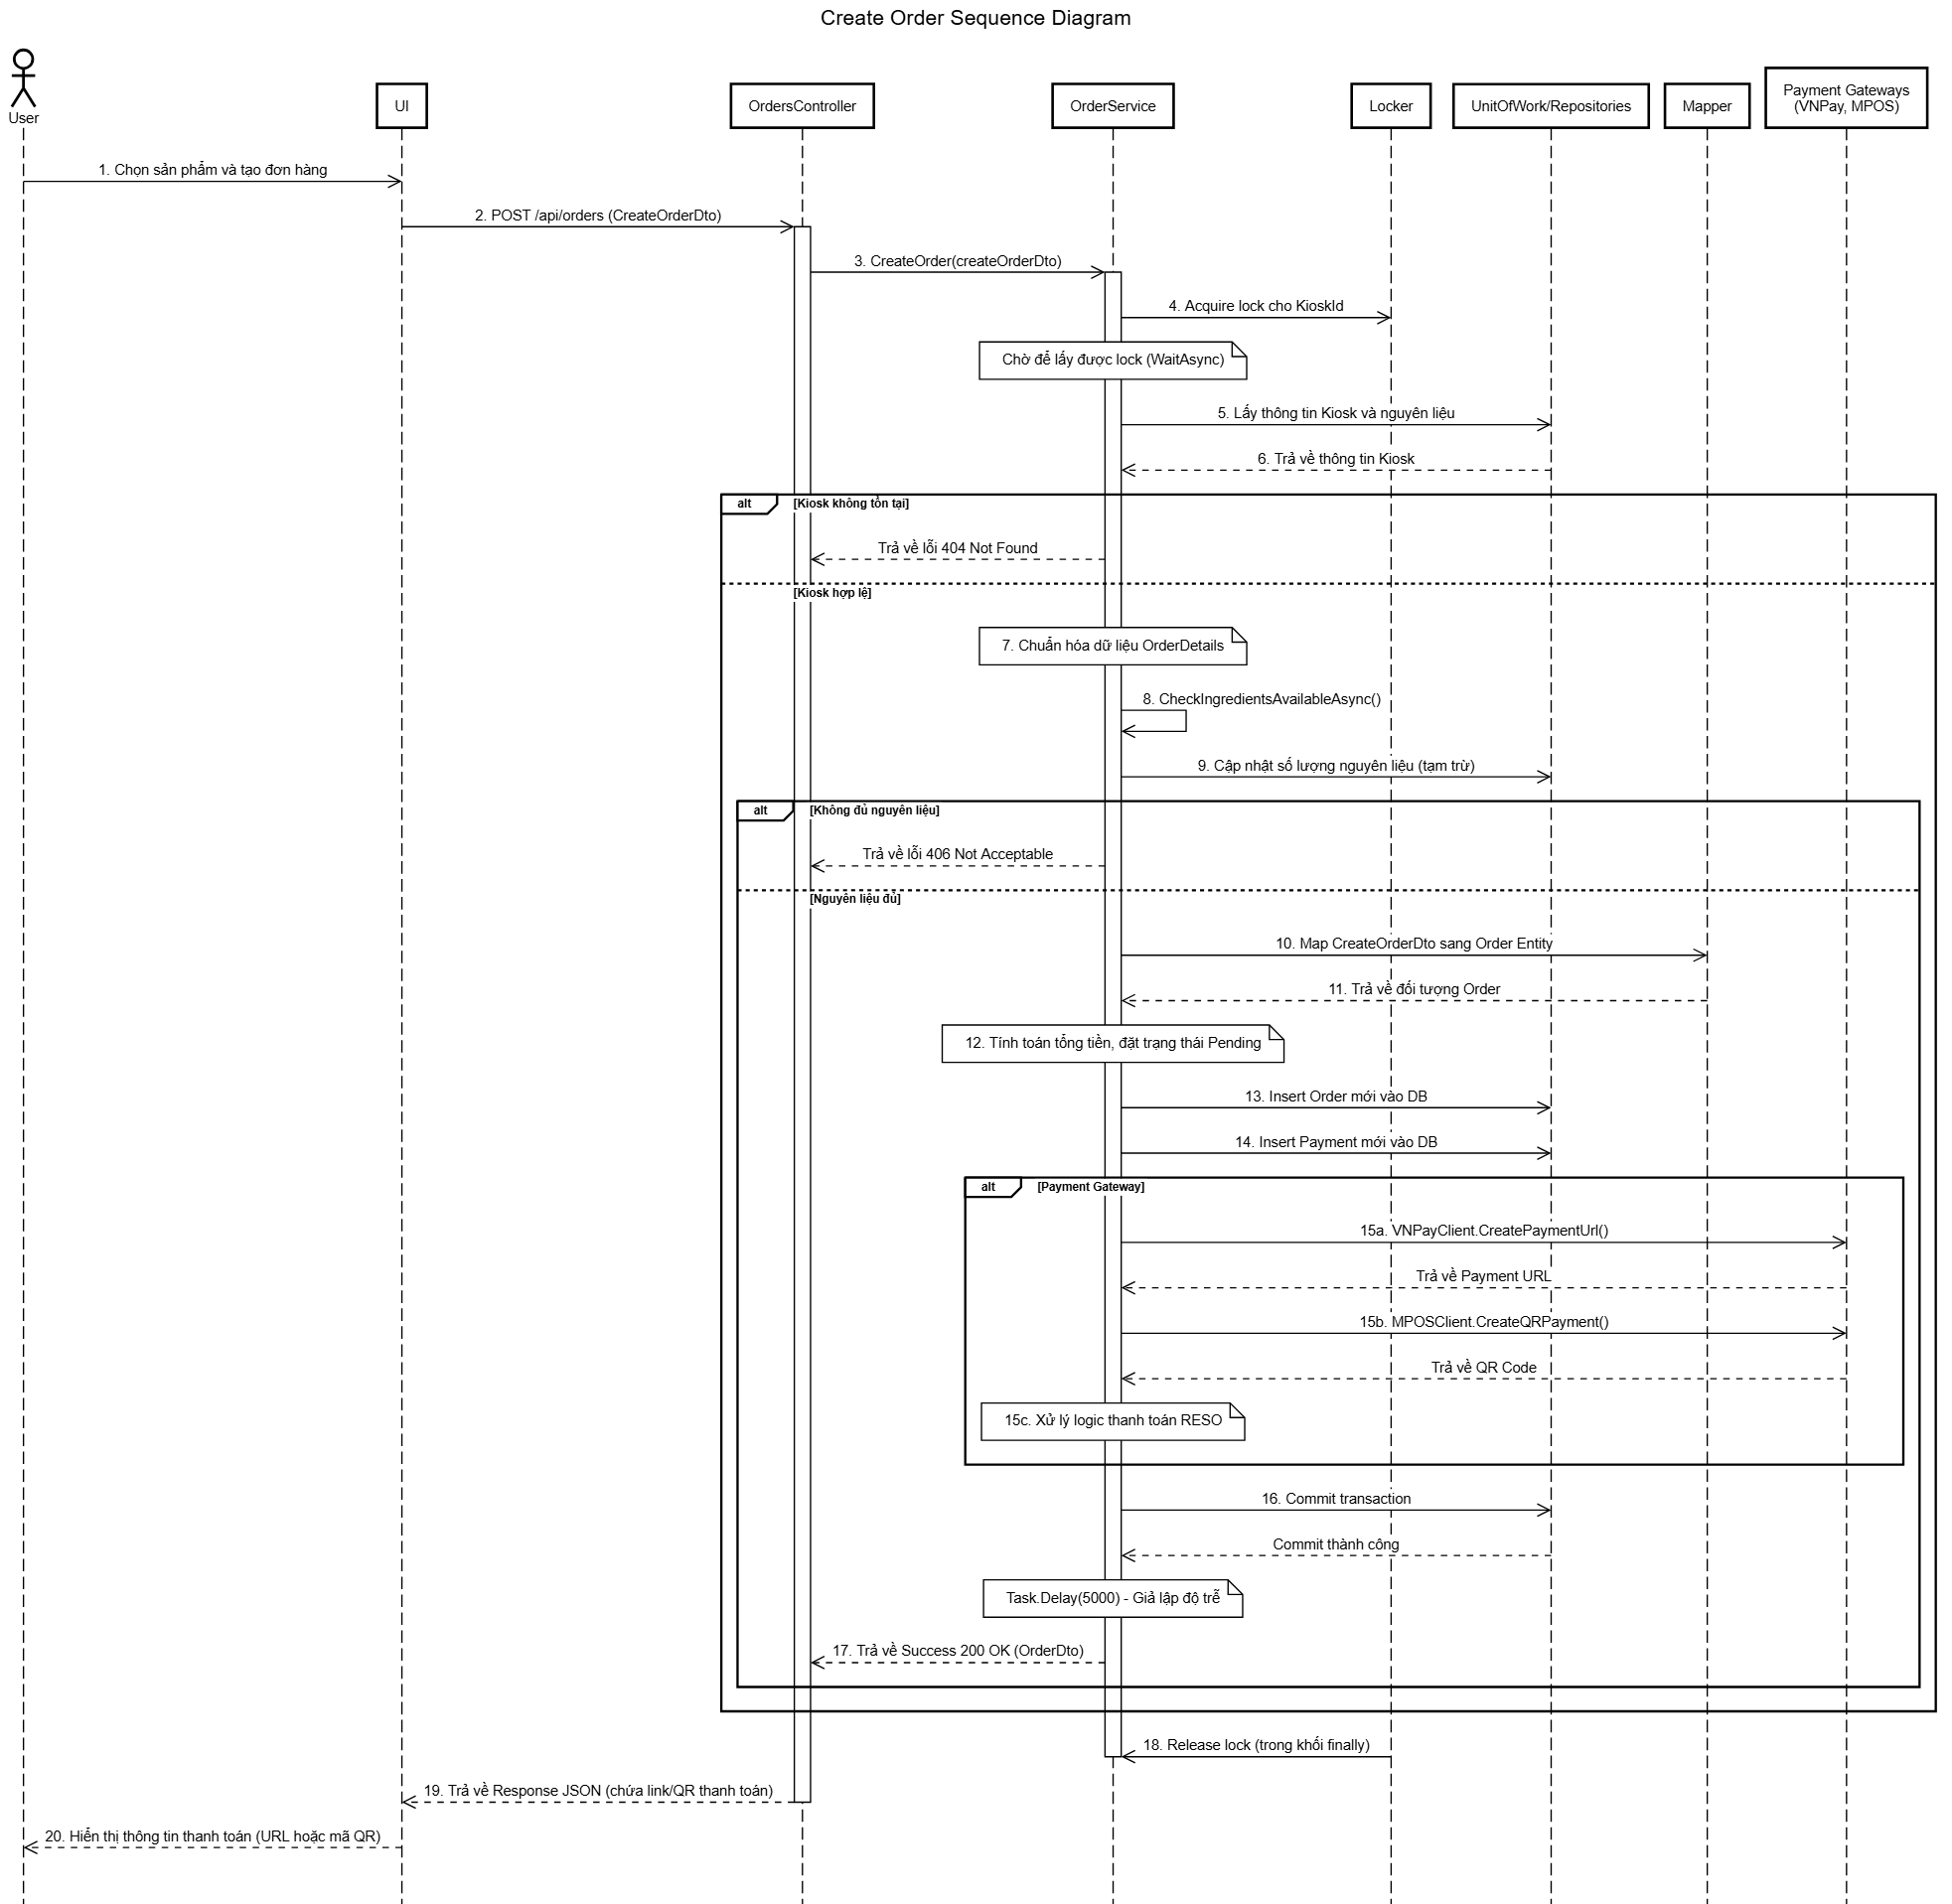 Create Order Sequence Diagram
User
UI
OrdersController
OrderService
Locker
UnitOfWork/Repositories
Mapper
Payment Gateways
(VNPay, MPOS)
1. Chọn sản phẩm và tạo đơn hàng
2. POST /api/orders (CreateOrderDto)
3. CreateOrder(createOrderDto)
4. Acquire lock cho KioskId
Chờ để lấy được lock (WaitAsync)
5. Lấy thông tin Kiosk và nguyên liệu
6. Trả về thông tin Kiosk
alt
[Kiosk không tồn tại]
Trả về lỗi 404 Not Found
[Kiosk hợp lệ]
7. Chuẩn hóa dữ liệu OrderDetails
8. CheckIngredientsAvailableAsync()
9. Cập nhật số lượng nguyên liệu (tạm trừ)
alt
[Không đủ nguyên liệu]
Trả về lỗi 406 Not Acceptable
[Nguyên liệu đủ]
10. Map CreateOrderDto sang Order Entity
11. Trả về đối tượng Order
12. Tính toán tổng tiền, đặt trạng thái Pending
13. Insert Order mới vào DB
14. Insert Payment mới vào DB
alt
[Payment Gateway]
15a. VNPayClient.CreatePaymentUrl()
Trả về Payment URL
15b. MPOSClient.CreateQRPayment()
Trả về QR Code
15c. Xử lý logic thanh toán RESO
16. Commit transaction
Commit thành công
Task.Delay(5000) - Giả lập độ trễ
17. Trả về Success 200 OK (OrderDto)
18. Release lock (trong khối finally)
19. Trả về Response JSON (chứa link/QR thanh toán)
20. Hiển thị thông tin thanh toán (URL hoặc mã QR)